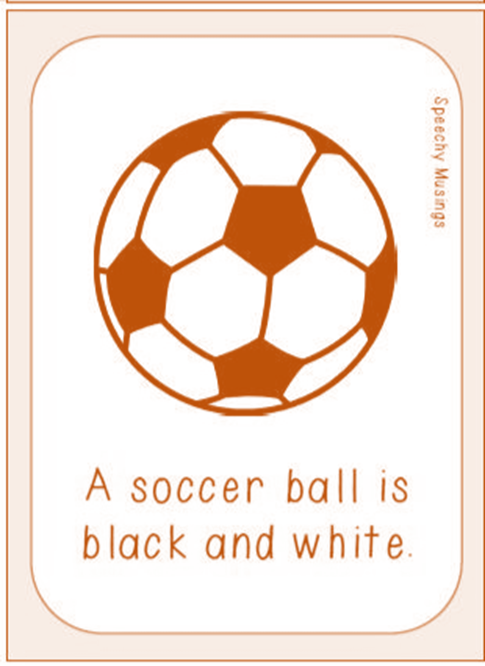 Speechy Musings
A soccer ball is
black and white.